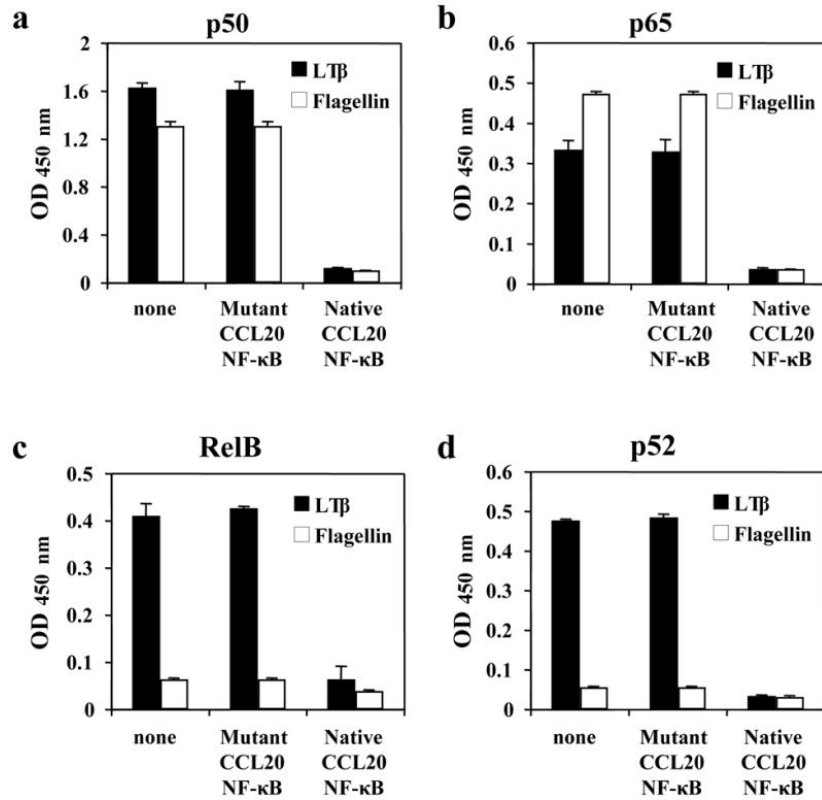 a
p50
2
1.6
1.2
0.8
0.4
0
OD 450 nm
LTβ
Flagellin
none
Mutant
CCL20
NF-κB
Native
CCL20
NF-κB
b
p65
0.6
0.5
0.4
0.3
0.2
0.1
0
OD 450 nm
LTβ
Flagellin
none
Mutant
CCL20
NF-κB
Native
CCL20
NF-κB
c
RelB
0.5
0.4
0.3
0.2
0.1
0
OD 450 nm
LTβ
Flagellin
none
Mutant
CCL20
NF-κB
Native
CCL20
NF-κB
d
p52
0.6
0.5
0.4
0.3
0.2
0.1
0
OD 450 nm
LTβ
Flagellin
none
Mutant
CCL20
NF-κB
Native
CCL20
NF-κB